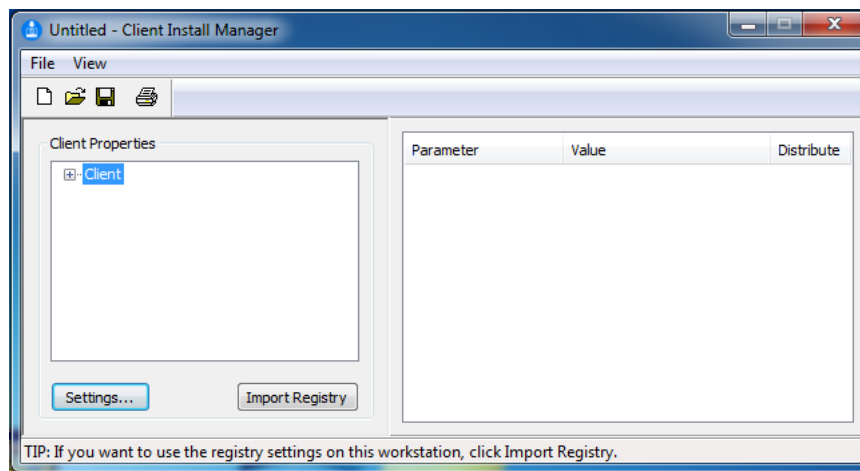 Untitled - Client Install Manager
File View
Client Properties
Parameter Value Distribute
Client
Settings... Import Registry
TIP: If you want to use the registry settings on this workstation, click Import Registry.